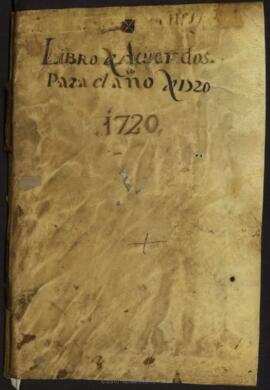 Libro de Acuerdos.
Para el año de 1720
.1720.